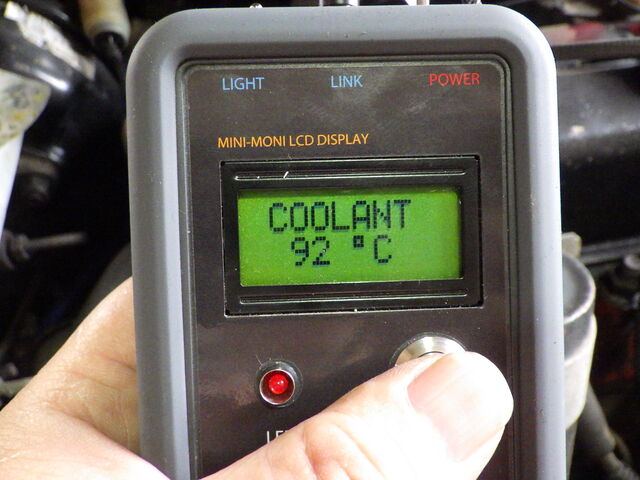 LIGHT LINK POWER
MINI-MONI LCD DISPLAY
COOLANT
92 °C